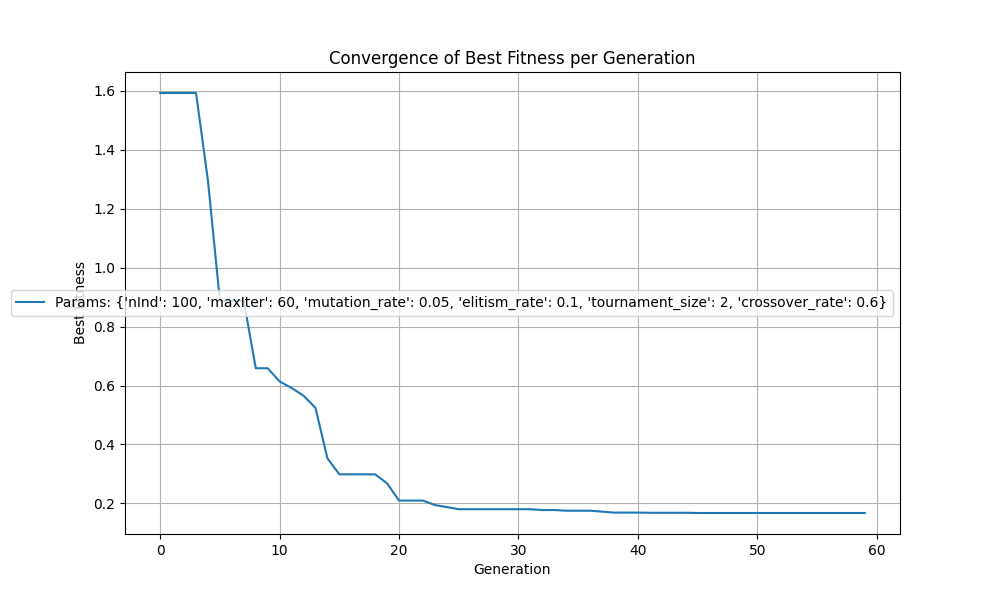 Convergence of Best Fitness per Generation
1.6
1.4
1.2
1.0
0.8
0.6
0.4
0.2
Best
Params: {'nInd': 100, 'maxIter': 60, 'mutation_rate': 0.05, 'elitism_rate': 0.1, 'tournament_size': 2, 'crossover_rate': 0.6}
0 10 20 30 40 50 60
Generation